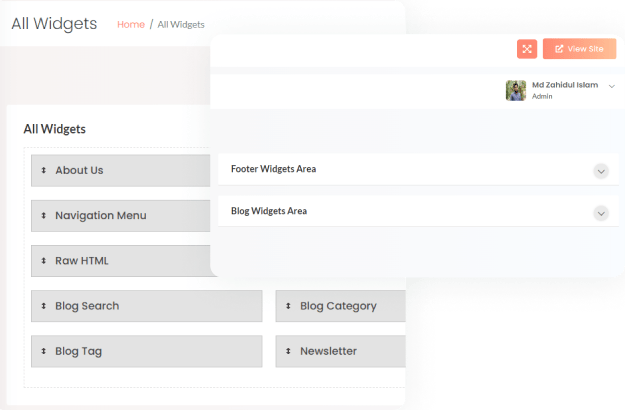 All Widgets
Home / All Widgets
View Site
Md Zahidul Islam
Admin
All Widgets
About Us
Navigation Menu
Raw HTML
Blog Search
Blog Category
Blog Tag
Newsletter
Footer Widgets Area
Blog Widgets Area